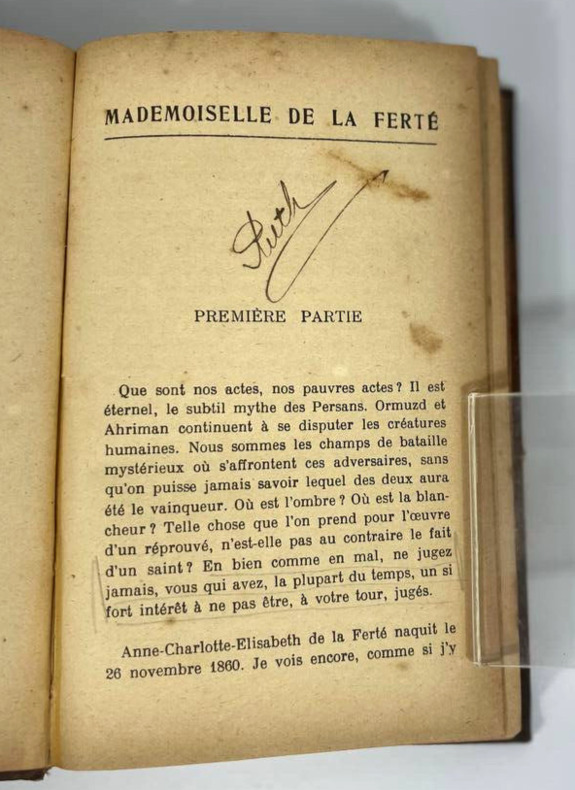 MADEMOISELLE DE LA FERTÉ
Ruth
PREMIÈRE PARTIE
Que sont nos actes, nos pauvres actes ? Il est
éternel, le subtil mythe des Persans. Ormuzd et
Ahriman continuent à se disputer les créatures
humaines. Nous sommes les champs de bataille
mystérieux où s'affrontent ces adversaires, sans
qu'on puisse jamais savoir lequel des deux aura
été le vainqueur. Où est l'ombre ? Où est la blan-
cheur ? Telle chose que l'on prend pour l'œuvre
d'un réprouvé, n'est-elle pas au contraire le fait
d'un saint ? En bien comme en mal, ne jugez
jamais, vous qui avez, la plupart du temps, un si
fort intérêt à ne pas être, à votre tour, jugés.
Anne-Charlotte-Elisabeth de la Ferté naquit le
26 novembre 1860. Je vois encore, comme si j'y